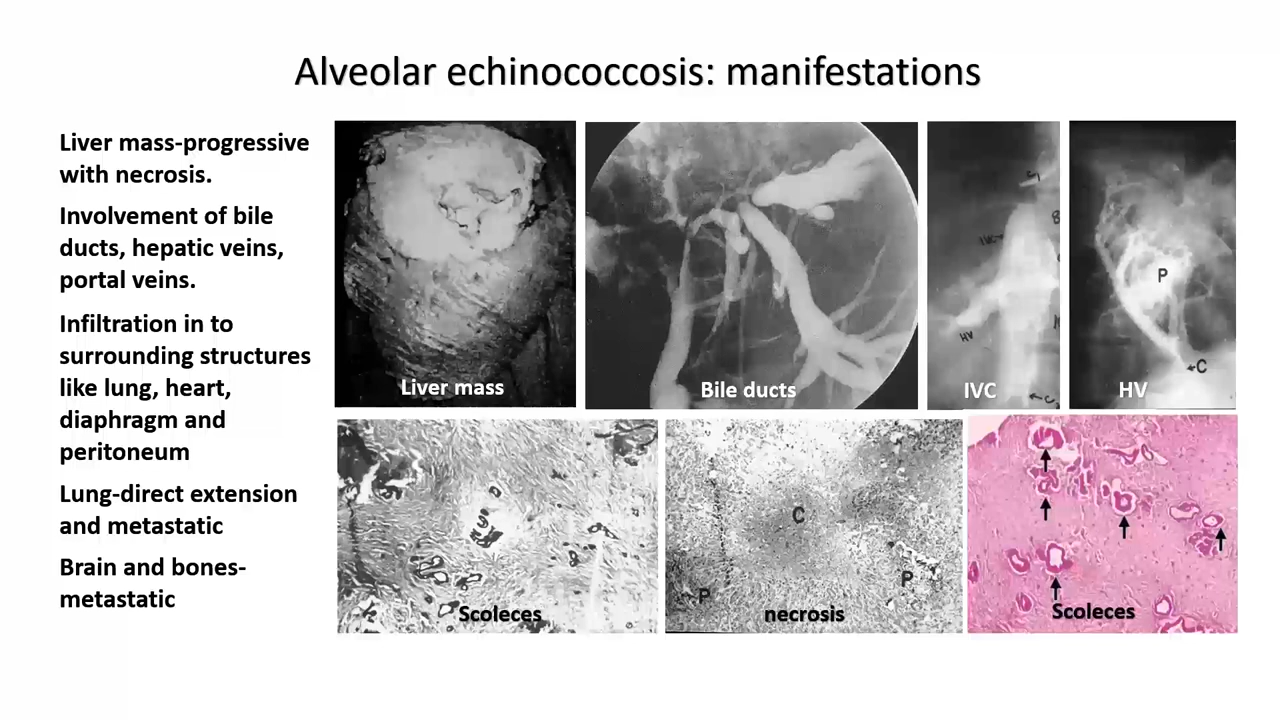 Alveolar echinococcosis: manifestations
Liver mass-progressive
with necrosis.
Involvement of bile
ducts, hepatic veins,
portal veins.
Infiltration in to
surrounding structures
like lung, heart,
diaphragm and
peritoneum
Lung-direct extension
and metastatic
Brain and bones-
metastatic
Liver mass
Bile ducts
IVC
HV
IVC
HV
P
C
C
P
P
Scoleces
necrosis
Scoleces